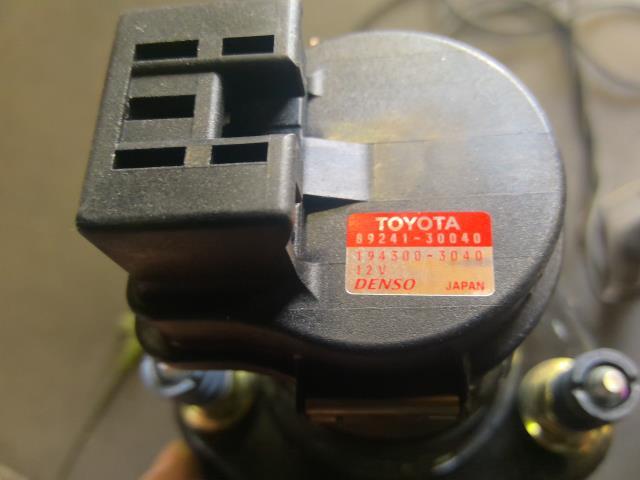 TOYOTA
89241-30040
194300-3040
12V
DENSO JAPAN